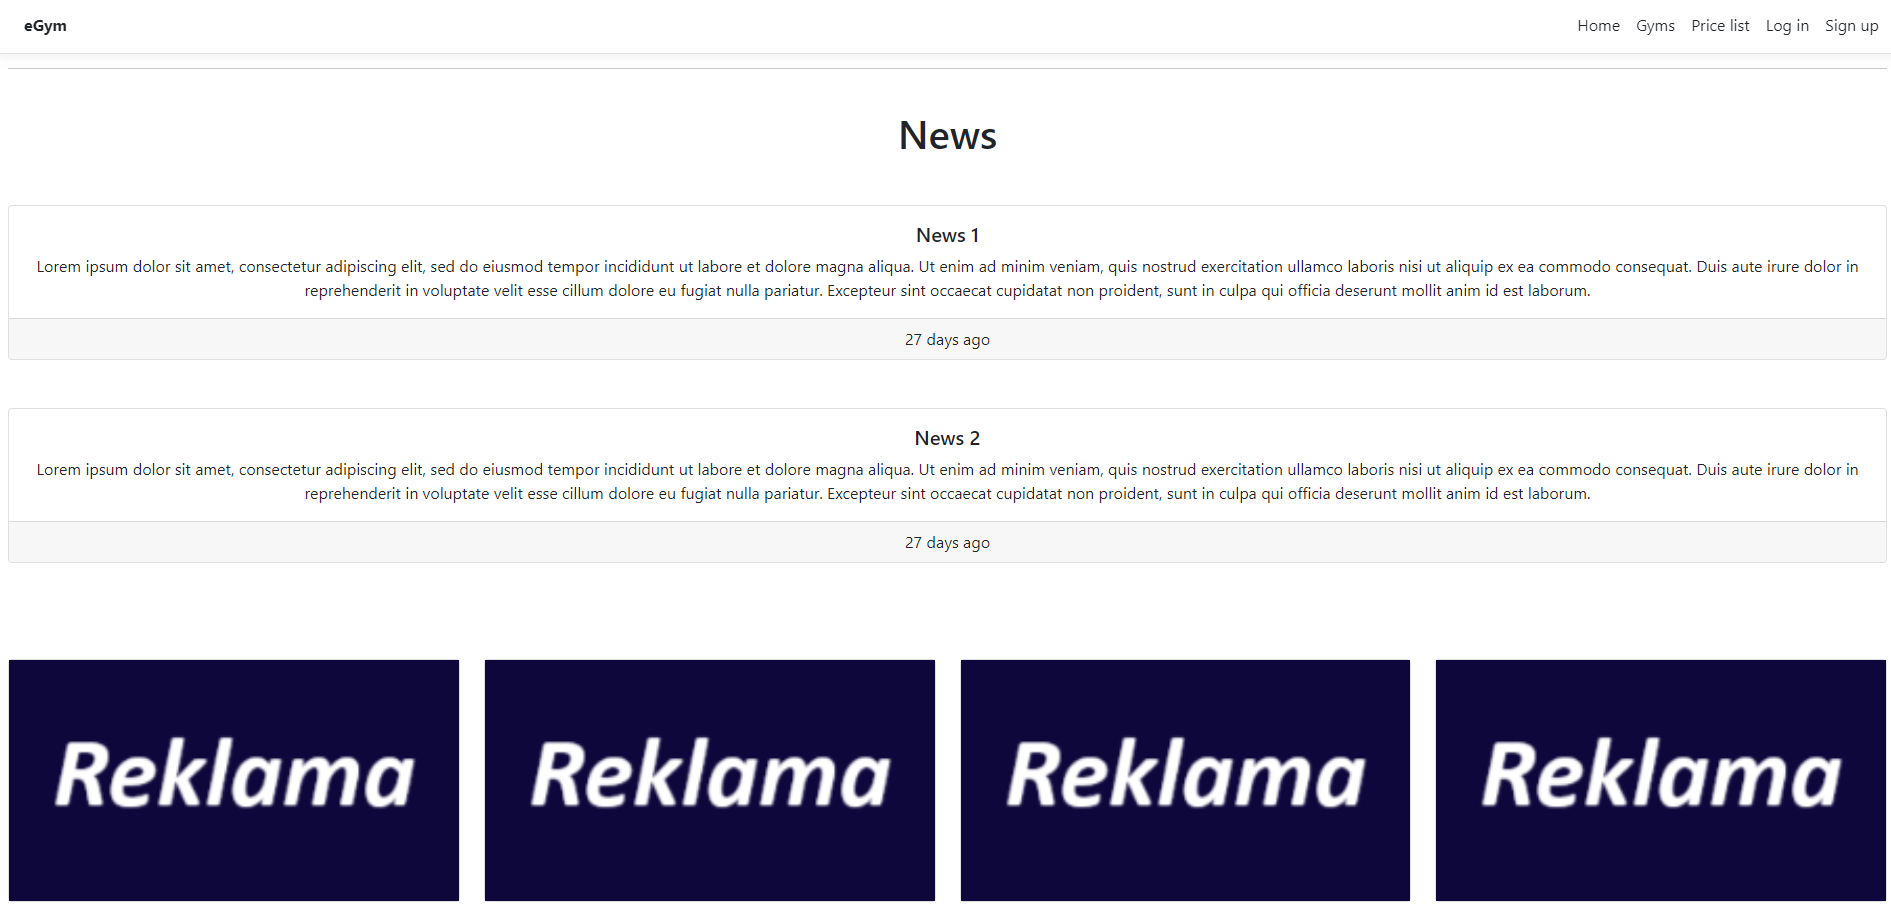 eGym
Home Gyms Price list Log in Sign up
News
News 1
Lorem ipsum dolor sit amet, consectetur adipiscing elit, sed do eiusmod tempor incididunt ut labore et dolore magna aliqua. Ut enim ad minim veniam, quis nostrud exercitation ullamco laboris nisi ut aliquip ex ea commodo consequat. Duis aute irure dolor in
reprehenderit in voluptate velit esse cillum dolore eu fugiat nulla pariatur. Excepteur sint occaecat cupidatat non proident, sunt in culpa qui officia deserunt mollit anim id est laborum.
27 days ago
News 2
Lorem ipsum dolor sit amet, consectetur adipiscing elit, sed do eiusmod tempor incididunt ut labore et dolore magna aliqua. Ut enim ad minim veniam, quis nostrud exercitation ullamco laboris nisi ut aliquip ex ea commodo consequat. Duis aute irure dolor in
reprehenderit in voluptate velit esse cillum dolore eu fugiat nulla pariatur. Excepteur sint occaecat cupidatat non proident, sunt in culpa qui officia deserunt mollit anim id est laborum.
27 days ago
Reklama
Reklama
Reklama
Reklama